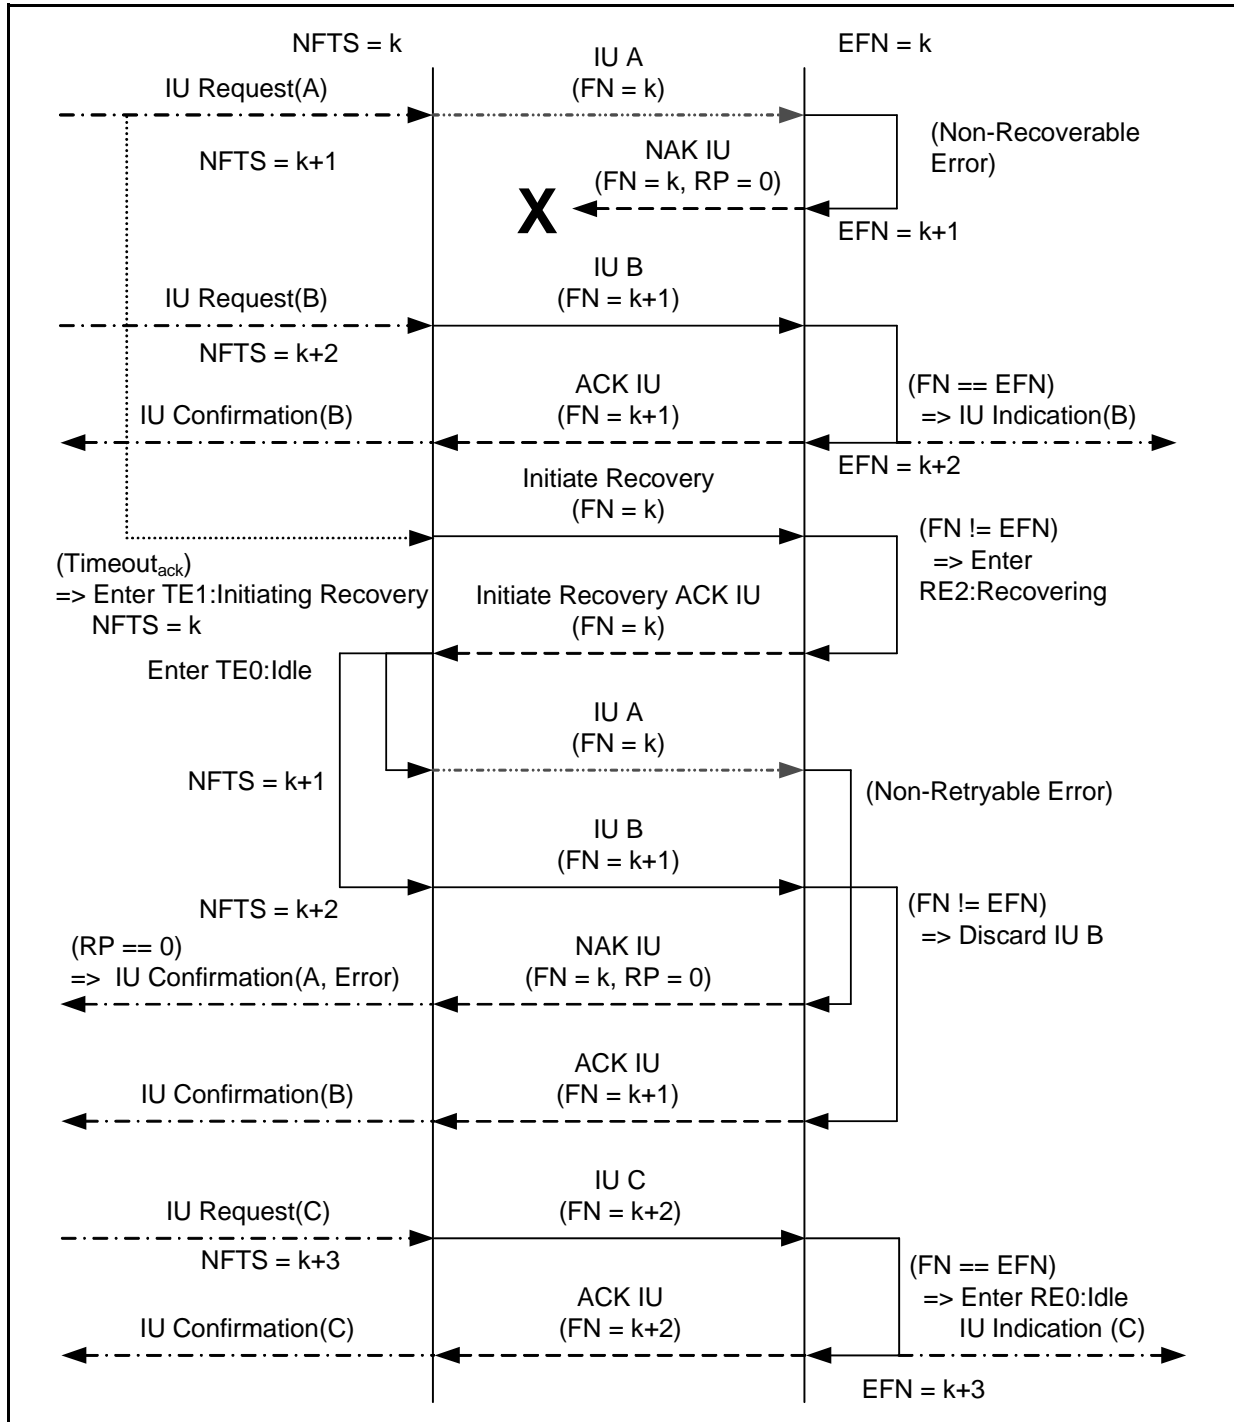 NFTS = k
EFN = k
IU A
(FN = k)
IU Request(A)
(Non-Recoverable
Error)
NFTS = k+1
NAK IU
(FN = k, RP = 0)
X
EFN = k+1
IU B
(FN = k+1)
IU Request(B)
NFTS = k+2
ACK IU
(FN = k+1)
(FN == EFN)
=> IU Indication(B)
IU Confirmation(B)
EFN = k+2
Initiate Recovery
(FN = k)
(FN != EFN)
=> Enter
RE2:Recovering
(Timeoutack)
=> Enter TE1:Initiating Recovery
NFTS = k
Initiate Recovery ACK IU
(FN = k)
Enter TE0:Idle
IU A
(FN = k)
NFTS = k+1
(Non-Retryable Error)
IU B
(FN = k+1)
NFTS = k+2
(FN != EFN)
=> Discard IU B
(RP == 0)
=> IU Confirmation(A, Error)
NAK IU
(FN = k, RP = 0)
ACK IU
(FN = k+1)
IU Confirmation(B)
IU C
(FN = k+2)
IU Request(C)
NFTS = k+3
(FN == EFN)
=> Enter RE0:Idle
IU Indication (C)
ACK IU
(FN = k+2)
IU Confirmation(C)
EFN = k+3